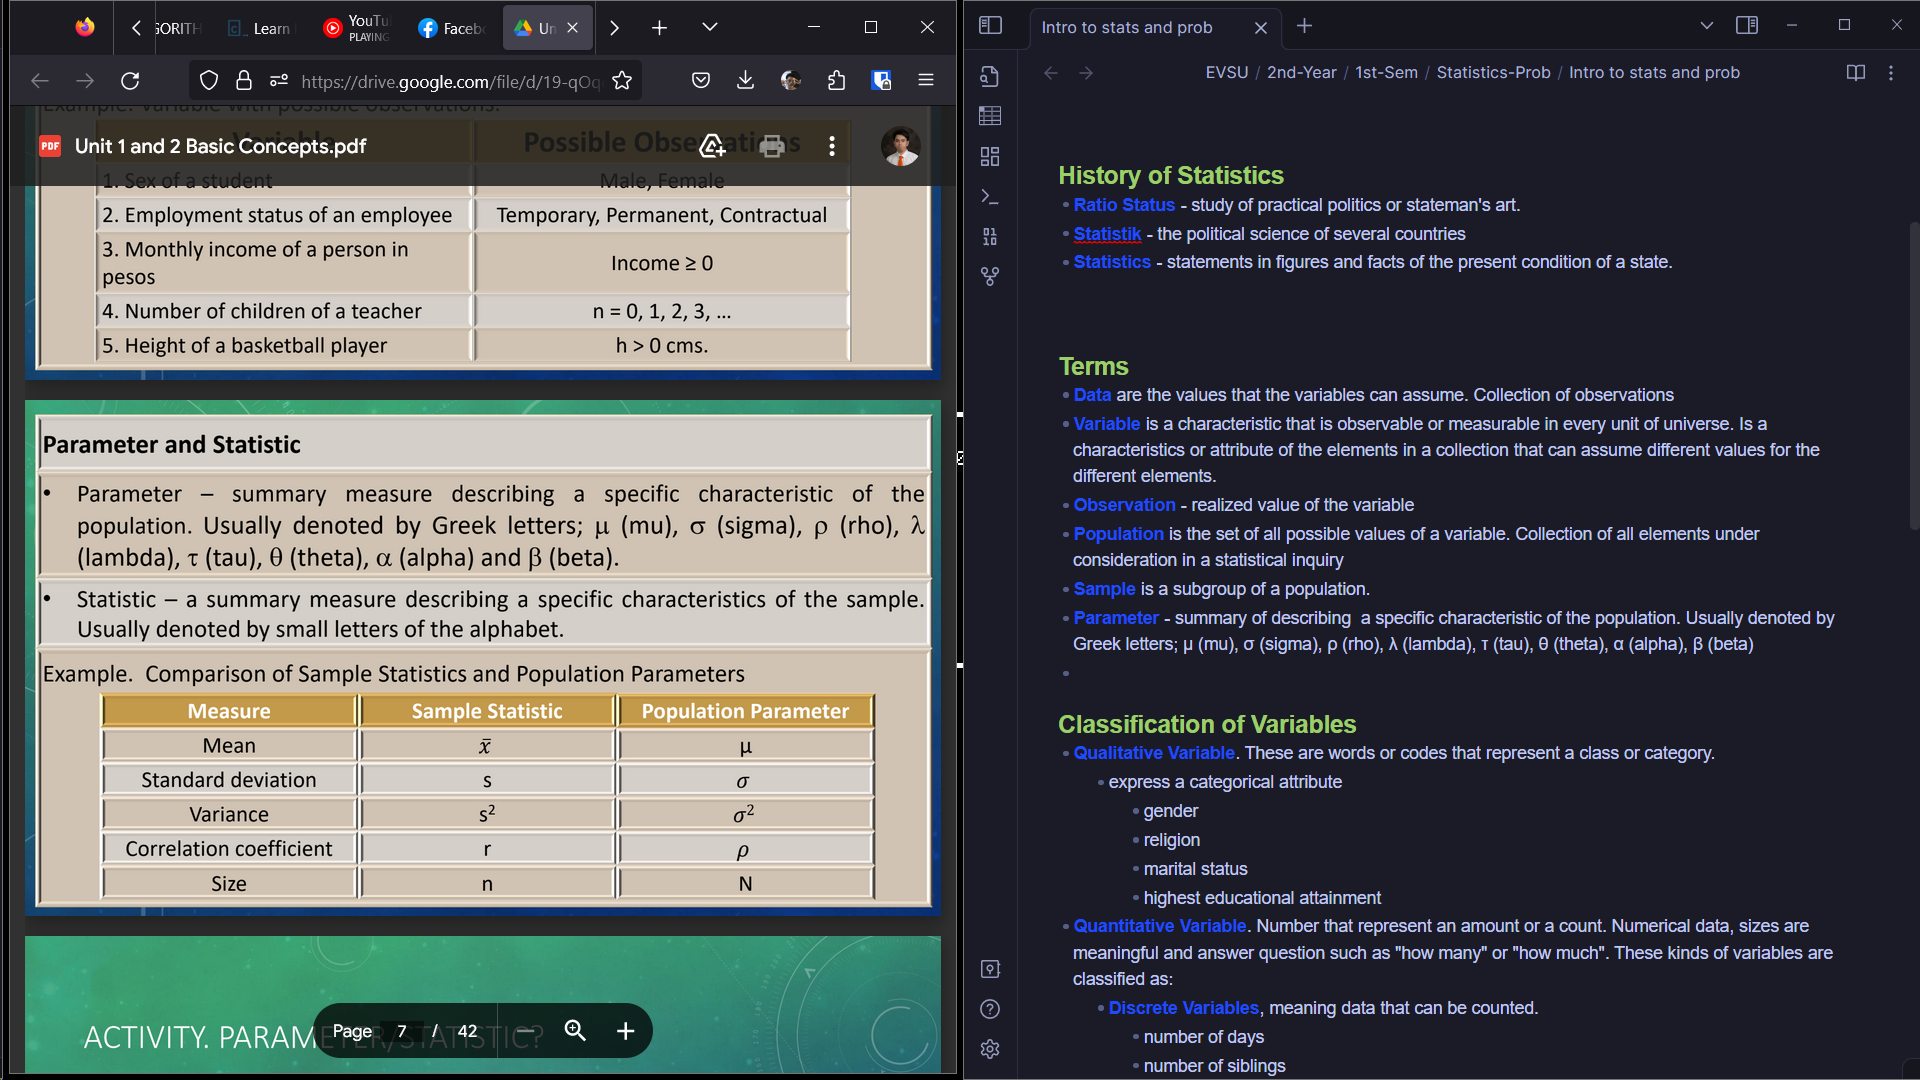 GORITH
Learn
YouTu
PLAYING
Faceb
Un
https://drive.google.com/file/d/19-qOq
Example. Variable with possible observations.
PDF
Unit 1 and 2 Basic Concepts.pdf
Variable
Possible Observations
1. Sex of a student
Male, Female
2. Employment status of an employee
Temporary, Permanent, Contractual
3. Monthly income of a person in
pesos
Income ≥ 0
4. Number of children of a teacher
n = 0, 1, 2, 3, ...
5. Height of a basketball player
h > 0 cms.
Parameter and Statistic
• Parameter – summary measure describing a specific characteristic of the
population. Usually denoted by Greek letters; μ (mu), σ (sigma), ρ (rho), λ
(lambda), τ (tau), θ (theta), α (alpha) and β (beta).
• Statistic – a summary measure describing a specific characteristics of the sample.
Usually denoted by small letters of the alphabet.
Example. Comparison of Sample Statistics and Population Parameters
Measure Sample Statistic Population Parameter
Mean x̄ μ
Standard deviation s σ
Variance s² σ²
Correlation coefficient r ρ
Size n N
ACTIVITY. PARAMETER/STATISTIC?
Page 7 / 42
Intro to stats and prob
EVSU / 2nd-Year / 1st-Sem / Statistics-Prob / Intro to stats and prob
History of Statistics
• Ratio Status - study of practical politics or stateman's art.
• Statistik - the political science of several countries
• Statistics - statements in figures and facts of the present condition of a state.
Terms
• Data are the values that the variables can assume. Collection of observations
• Variable is a characteristic that is observable or measurable in every unit of universe. Is a
characteristics or attribute of the elements in a collection that can assume different values for the
different elements.
• Observation - realized value of the variable
• Population is the set of all possible values of a variable. Collection of all elements under
consideration in a statistical inquiry
• Sample is a subgroup of a population.
• Parameter - summary of describing  a specific characteristic of the population. Usually denoted by
Greek letters; μ (mu), σ (sigma), ρ (rho), λ (lambda), τ (tau), θ (theta), α (alpha), β (beta)
•
Classification of Variables
• Qualitative Variable. These are words or codes that represent a class or category.
• express a categorical attribute
• gender
• religion
• marital status
• highest educational attainment
• Quantitative Variable. Number that represent an amount or a count. Numerical data, sizes are
meaningful and answer question such as "how many" or "how much". These kinds of variables are
classified as:
• Discrete Variables, meaning data that can be counted.
• number of days
• number of siblings